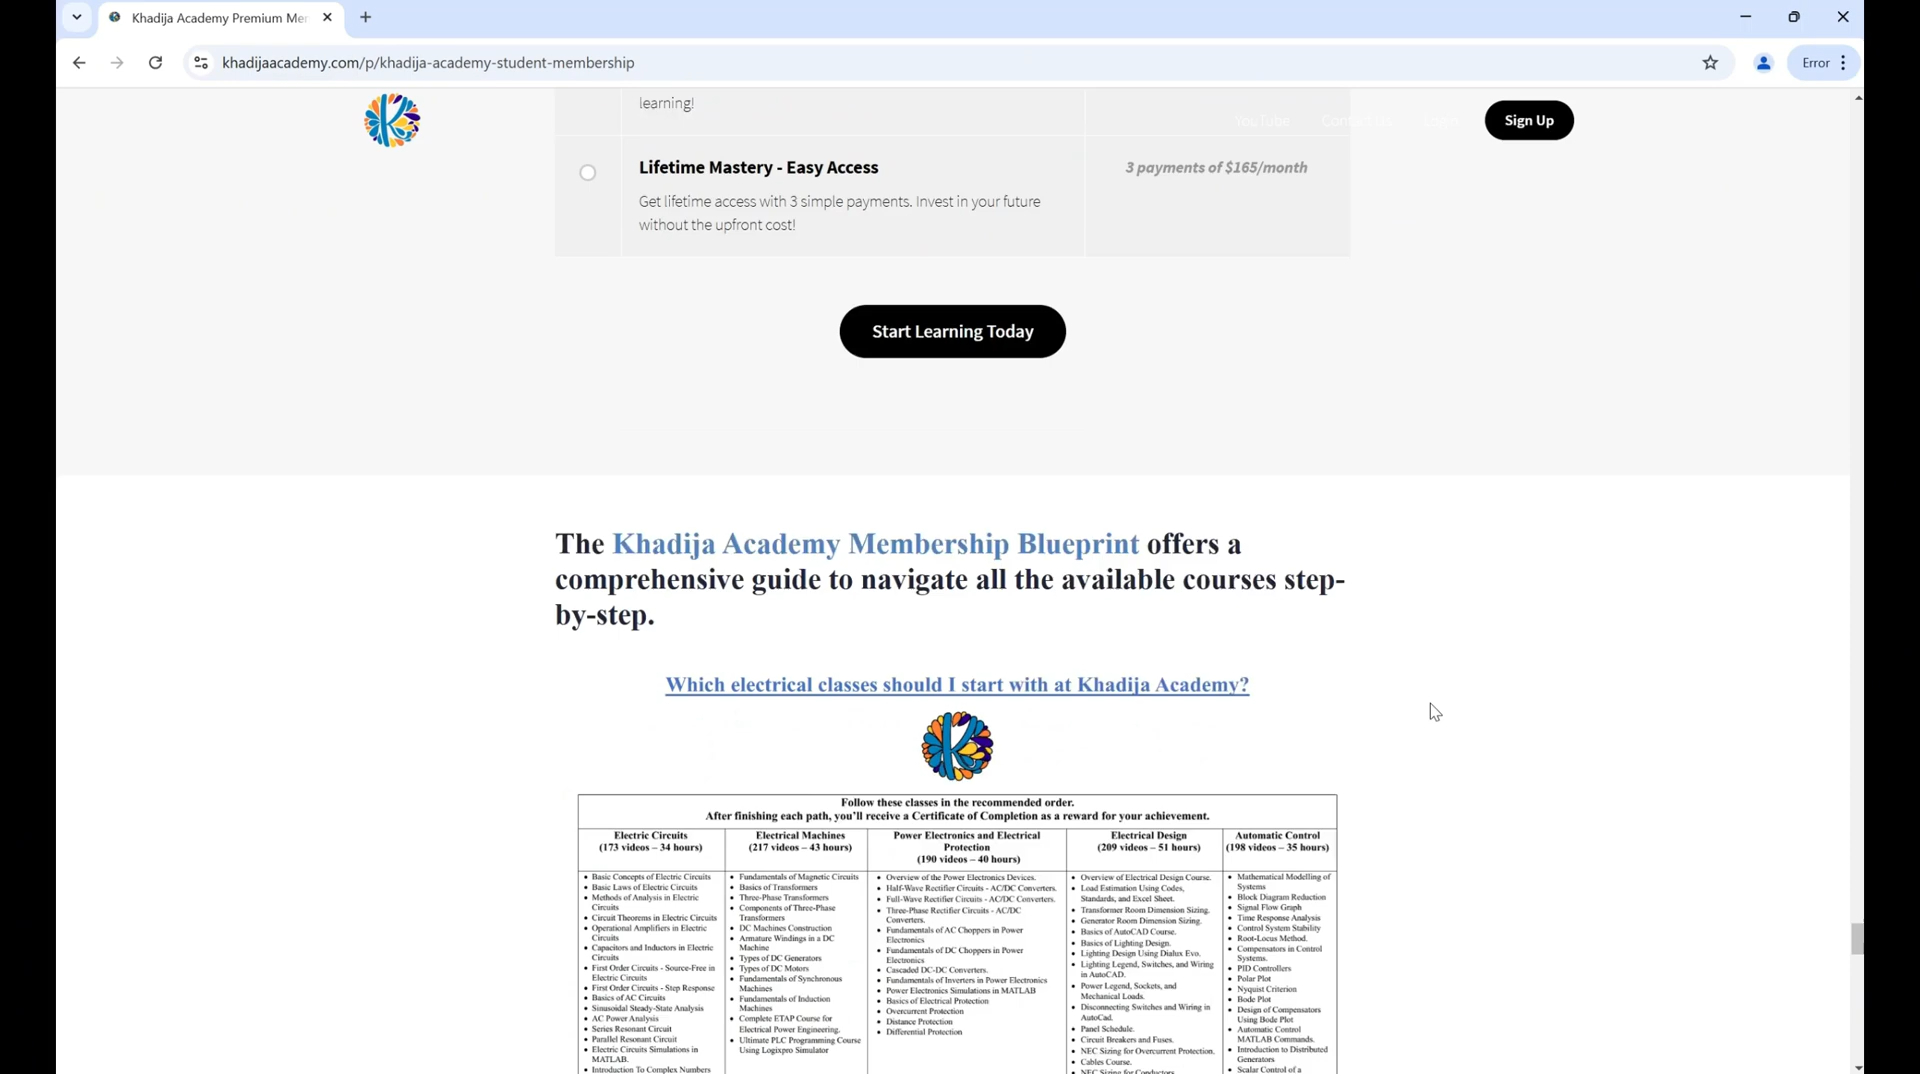 Khadija Academy Premium Mer
khadijaacademy.com/p/khadija-academy-student-membership
Error
learning!
YouTube Contact Us Login
Sign Up
Lifetime Mastery - Easy Access
3 payments of $165/month
Get lifetime access with 3 simple payments. Invest in your future
without the upfront cost!
Start Learning Today
The Khadija Academy Membership Blueprint offers a
comprehensive guide to navigate all the available courses step-
by-step.
Which electrical classes should I start with at Khadija Academy?
Follow these classes in the recommended order.
After finishing each path, you'll receive a Certificate of Completion as a reward for your achievement.
Electric Circuits
(173 videos – 34 hours)
• Basic Concepts of Electric Circuits
• Basic Laws of Electric Circuits
• Methods of Analysis in Electric
Circuits
• Circuit Theorems in Electric Circuits
• Operational Amplifiers in Electric
Circuits
• Capacitors and Inductors in Electric
Circuits
• First Order Circuits - Source-Free in
Electric Circuits
• First Order Circuits - Step Response
• Basics of AC Circuits
• Sinusoidal Steady-State Analysis
• AC Power Analysis
• Series Resonant Circuit
• Parallel Resonant Circuit
• Electric Circuits Simulations in
MATLAB.
• Introduction To Complex Numbers
Electrical Machines
(217 videos – 43 hours)
• Fundamentals of Magnetic Circuits
• Basics of Transformers
• Three-Phase Transformers
• Components of Three-Phase
Transformers
• DC Machines Construction
• Armature Windings in a DC
Machine
• Types of DC Generators
• Types of DC Motors
• Fundamentals of Synchronous
Machines
• Fundamentals of Induction
Machines
• Complete ETAP Course for
Electrical Power Engineering.
• Ultimate PLC Programming Course
Using Logixpro Simulator
Power Electronics and Electrical
Protection
(190 videos – 40 hours)
• Overview of the Power Electronics Devices.
• Half-Wave Rectifier Circuits - AC/DC Converters.
• Full-Wave Rectifier Circuits - AC/DC Converters.
• Three-Phase Rectifier Circuits - AC/DC
Converters.
• Fundamentals of AC Choppers in Power
Electronics
• Fundamentals of DC Choppers in Power
Electronics
• Cascaded DC-DC Converters.
• Fundamentals of Inverters in Power Electronics
• Power Electronics Simulations in MATLAB
• Basics of Electrical Protection
• Overcurrent Protection
• Distance Protection
• Differential Protection
Electrical Design
(209 videos – 51 hours)
• Overview of Electrical Design Course.
• Load Estimation Using Codes,
Standards, and Excel Sheet.
• Transformer Room Dimension Sizing.
• Generator Room Dimension Sizing.
• Basics of AutoCAD Course.
• Basics of Lighting Design.
• Lighting Design Using Dialux Evo.
• Lighting Legend, Switches, and Wiring
in AutoCAD.
• Power Legend, Sockets, and
Mechanical Loads.
• Disconnecting Switches and Wiring in
AutoCad.
• Panel Schedule.
• Circuit Breakers and Fuses.
• NEC Sizing for Overcurrent Protection.
• Cables Course.
• NEC Sizing for Conductors
Automatic Control
(198 videos – 35 hours)
• Mathematical Modelling of
Systems
• Block Diagram Reduction
• Signal Flow Graph
• Time Response Analysis
• Control System Stability
• Root-Locus Method.
• Compensators in Control
Systems.
• PID Controllers
• Polar Plot
• Nyquist Criterion
• Bode Plot
• Design of Compensators
Using Bode Plot
• Automatic Control
MATLAB Commands.
• Introduction to Distributed
Generators
• Scalar Control of a